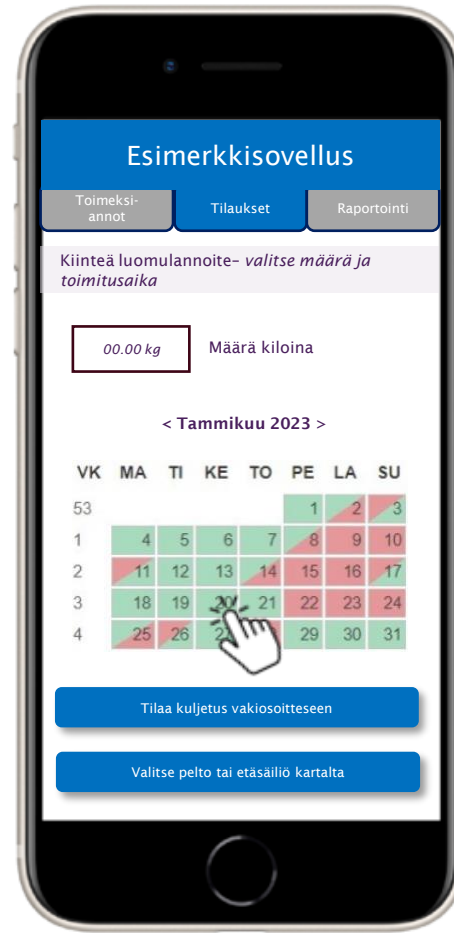 Esimerkkisovellus
Toimeksi-
annot
Tilaukset
Raportointi
Kiinteä luomulannoite– valitse määrä ja
toimitusaika
00.00 kg
Määrä kiloina
< Tammikuu 2023 >
VK MA TI KE TO PE LA SU
53 1 2 3
1 4 5 6 7 8 9 10
2 11 12 13 14 15 16 17
3 18 19 20 21 22 23 24
4 25 26 29 30 31
Tilaa kuljetus vakiosoitteseen
Valitse pelto tai etäsäiliö kartalta